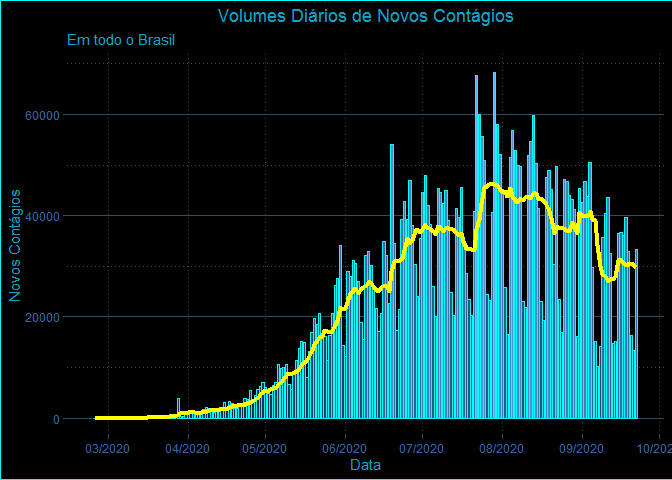 Volumes Diários de Novos Contágios
Em todo o Brasil
Novos Contágios
60000
40000
20000
0
03/2020 04/2020 05/2020 06/2020 07/2020 08/2020 09/2020 10/202
Data